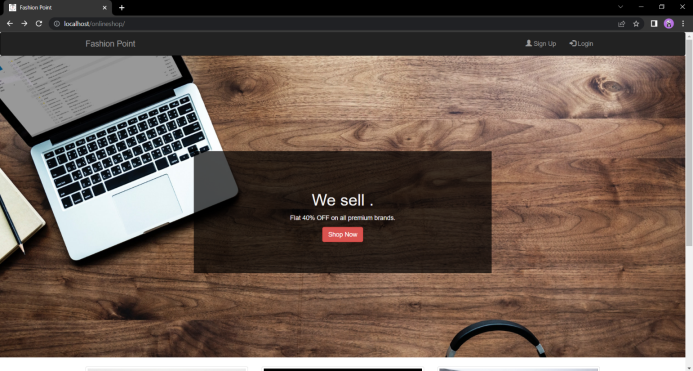 Fashion Point
localhost/onlineshop/
Fashion Point
Sign Up
Login
We sell .
Flat 40% OFF on all premium brands.
Shop Now